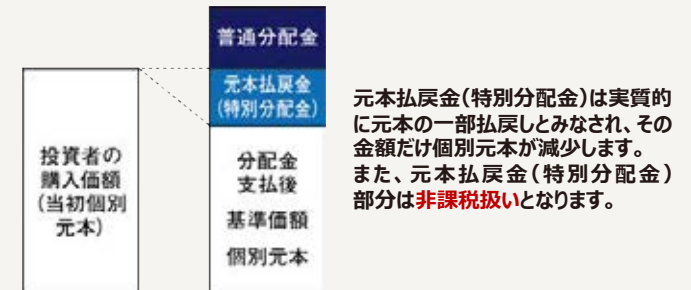 普通分配金
元本払戻金
(特別分配金)
投資者の
購入価額
(当初個別
元本)
分配金
支払後
基準価額
個別元本
元本払戻金(特別分配金)は実質的
に元本の一部払戻しとみなされ、その
金額だけ個別元本が減少します。
また、元本払戻金(特別分配金)
部分は非課税扱いとなります。